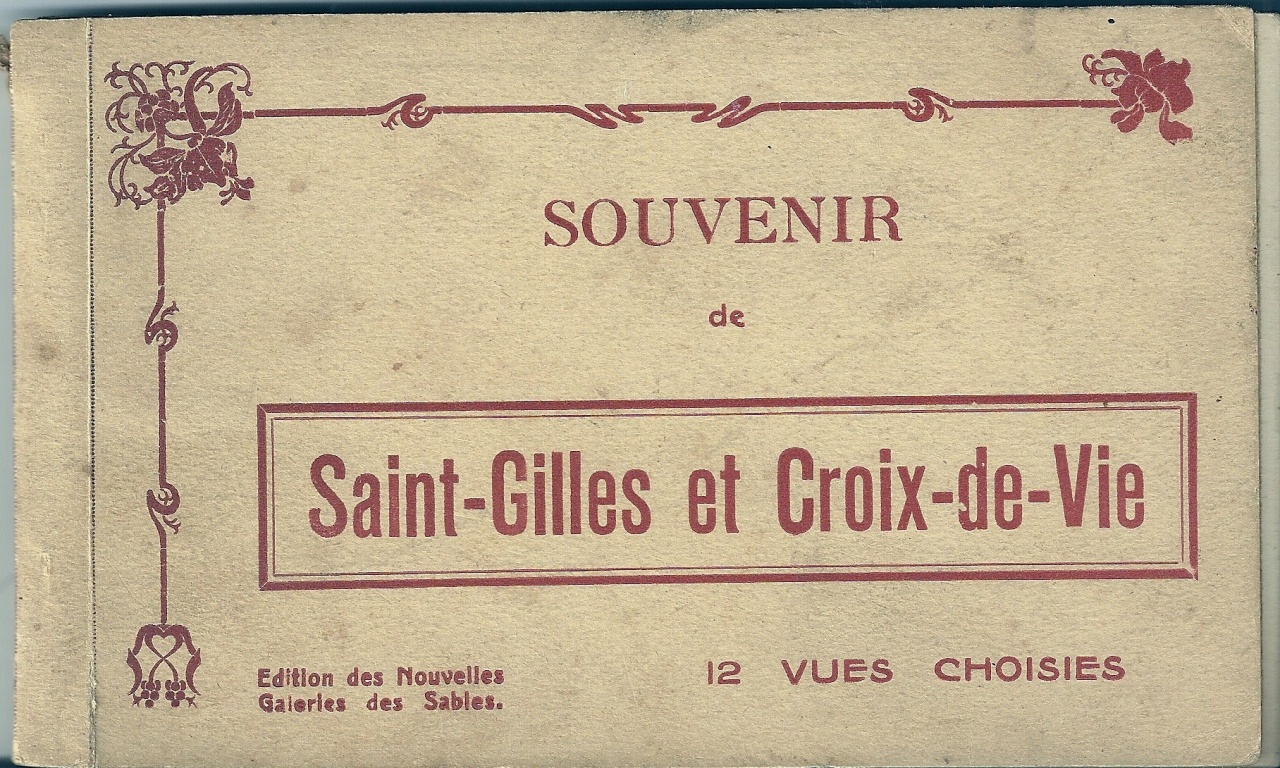 SOUVENIR
de
Saint-Gilles et Croix-de-Vie
Edition des Nouvelles
Galeries des Sables.
12 VUES CHOISIES